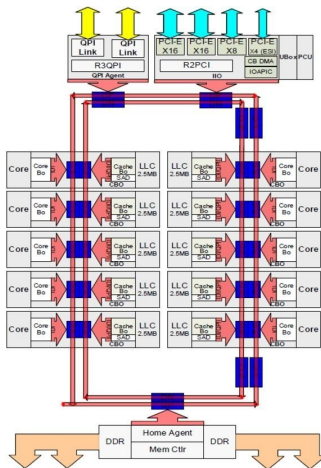 QPI Link
QPI Link
R3QPI
QPI Agent
PCI-E X16
PCI-E X16
PCI-E X8
PCI-E X4 (ESI)
CB DMA
IOAPIC
R2PCI
IIO
UBox
PCU
Core
Core Bo
Cache Bo
SAD
CBO
LLC 2.5MB
LLC 2.5MB
Cache Bo
SAD
CBO
Core Bo
Core
Core
Core Bo
Cache Bo
SAD
CBO
LLC 2.5MB
LLC 2.5MB
Cache Bo
SAD
CBO
Core Bo
Core
Core
Core Bo
Cache Bo
SAD
CBO
LLC 2.5MB
LLC 2.5MB
Cache Bo
SAD
CBO
Core Bo
Core
Core
Core Bo
Cache Bo
SAD
CBO
LLC 2.5MB
LLC 2.5MB
Cache Bo
SAD
CBO
Core Bo
Core
Core
Core Bo
Cache Bo
SAD
CBO
LLC 2.5MB
LLC 2.5MB
Cache Bo
SAD
CBO
Core Bo
Core
DDR
Home Agent
Mem Ctlr
DDR